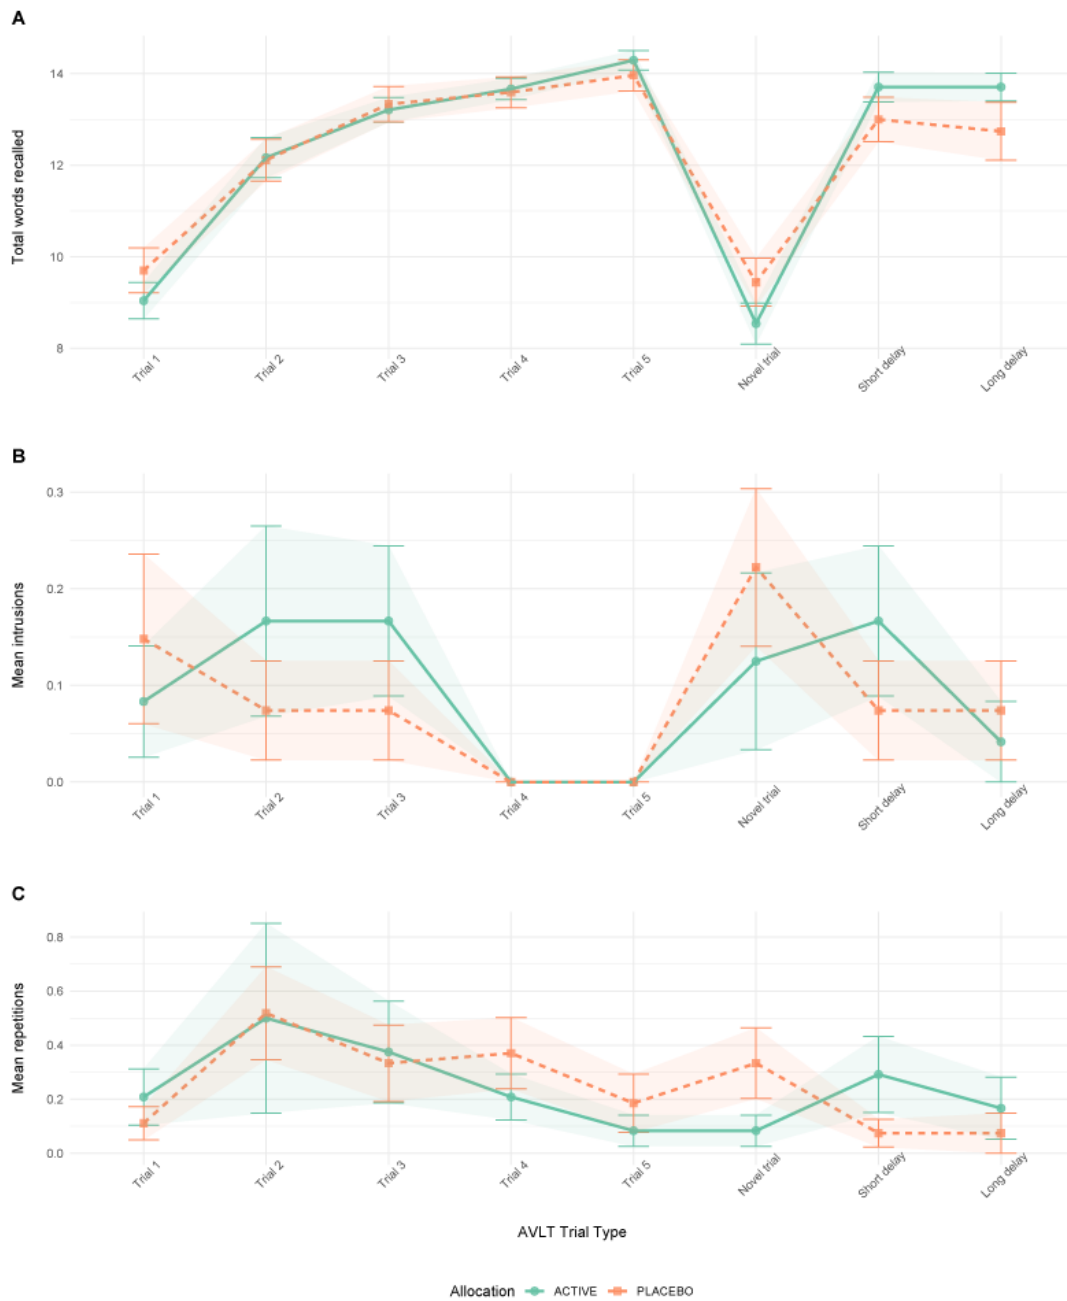 A
Total words recalled
14
12
10
8
Trial 1 Trial 2 Trial 3 Trial 4 Trial 5 Novel trial Short delay Long delay
B
Mean intrusions
0.3
0.2
0.1
0.0
Trial 1 Trial 2 Trial 3 Trial 4 Trial 5 Novel trial Short delay Long delay
C
Mean repetitions
0.8
0.6
0.4
0.2
0.0
Trial 1 Trial 2 Trial 3 Trial 4 Trial 5 Novel trial Short delay Long delay
AVLT Trial Type
Allocation ACTIVE PLACEBO